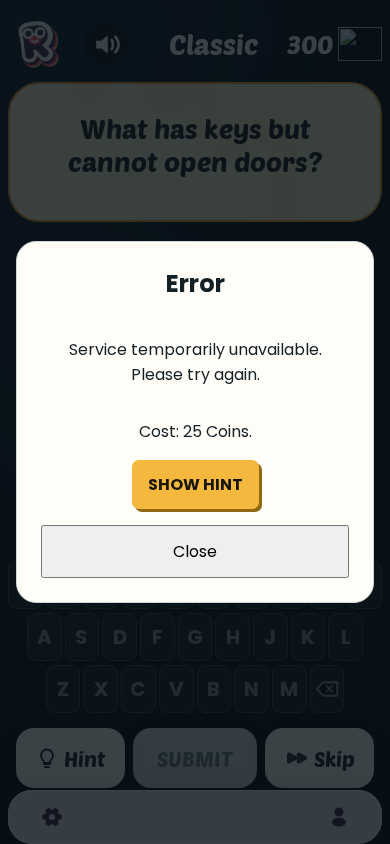 Classic
300
What has keys but
cannot open doors?
Error
Service temporarily unavailable.
Please try again.
Cost: 25 Coins.
SHOW HINT
Close
A S D F G H J K L
Z X C V B N M
Hint
SUBMIT
Skip